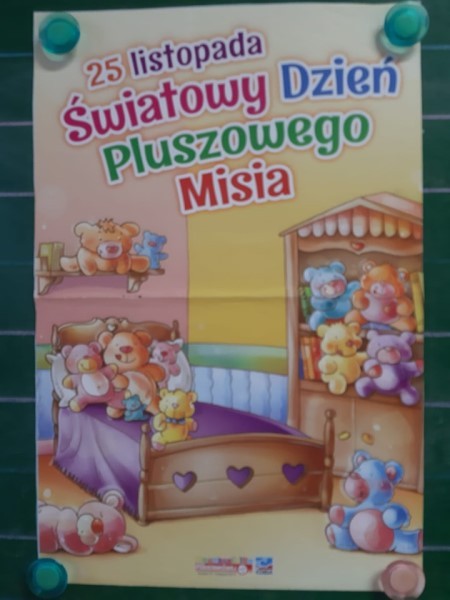 25 listopada
Światowy Dzień
Pluszowego
Misia